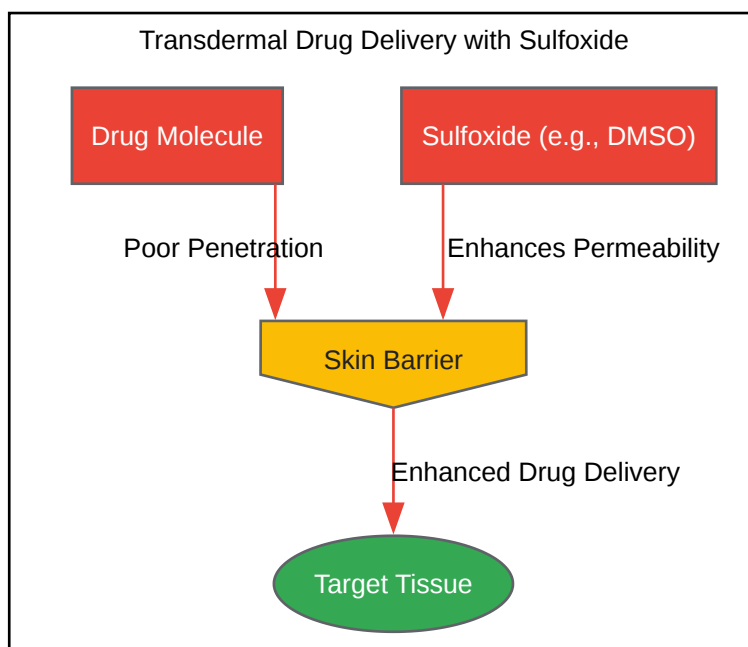 Transdermal Drug Delivery with Sulfoxide
Drug Molecule
Sulfoxide (e.g., DMSO)
Poor Penetration
Enhances Permeability
Skin Barrier
Enhanced Drug Delivery
Target Tissue